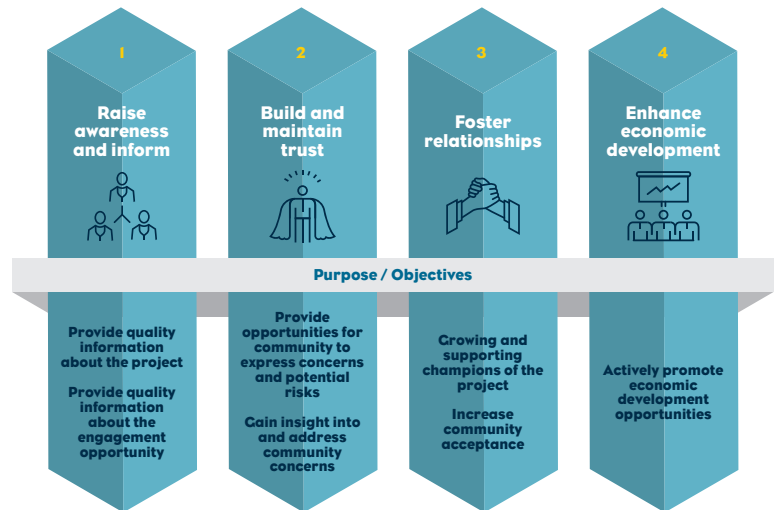 1
Raise
awareness
and inform
2
Build and
maintain
trust
3
Foster
relationships
4
Enhance
economic
development
Purpose / Objectives
Provide quality
information
about the project
Provide quality
information
about the
engagement
opportunity
Provide
opportunities for
community to
express concerns
and potential
risks
Gain insight into
and address
community
concerns
Growing and
supporting
champions of the
project
Increase
community
acceptance
Actively promote
economic
development
opportunities